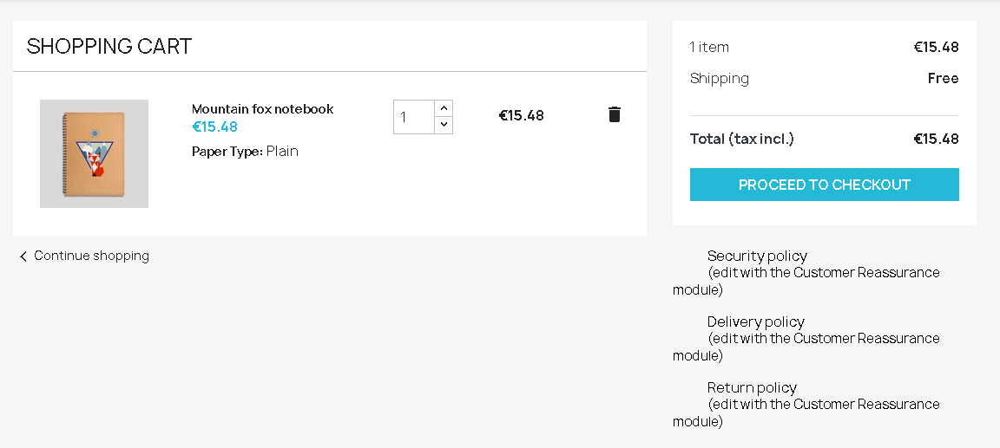 SHOPPING CART
Mountain fox notebook
€15.48
Paper Type: Plain
1
€15.48
Continue shopping
1 item €15.48
Shipping Free
Total (tax incl.) €15.48
PROCEED TO CHECKOUT
Security policy
(edit with the Customer Reassurance
module)
Delivery policy
(edit with the Customer Reassurance
module)
Return policy
(edit with the Customer Reassurance
module)